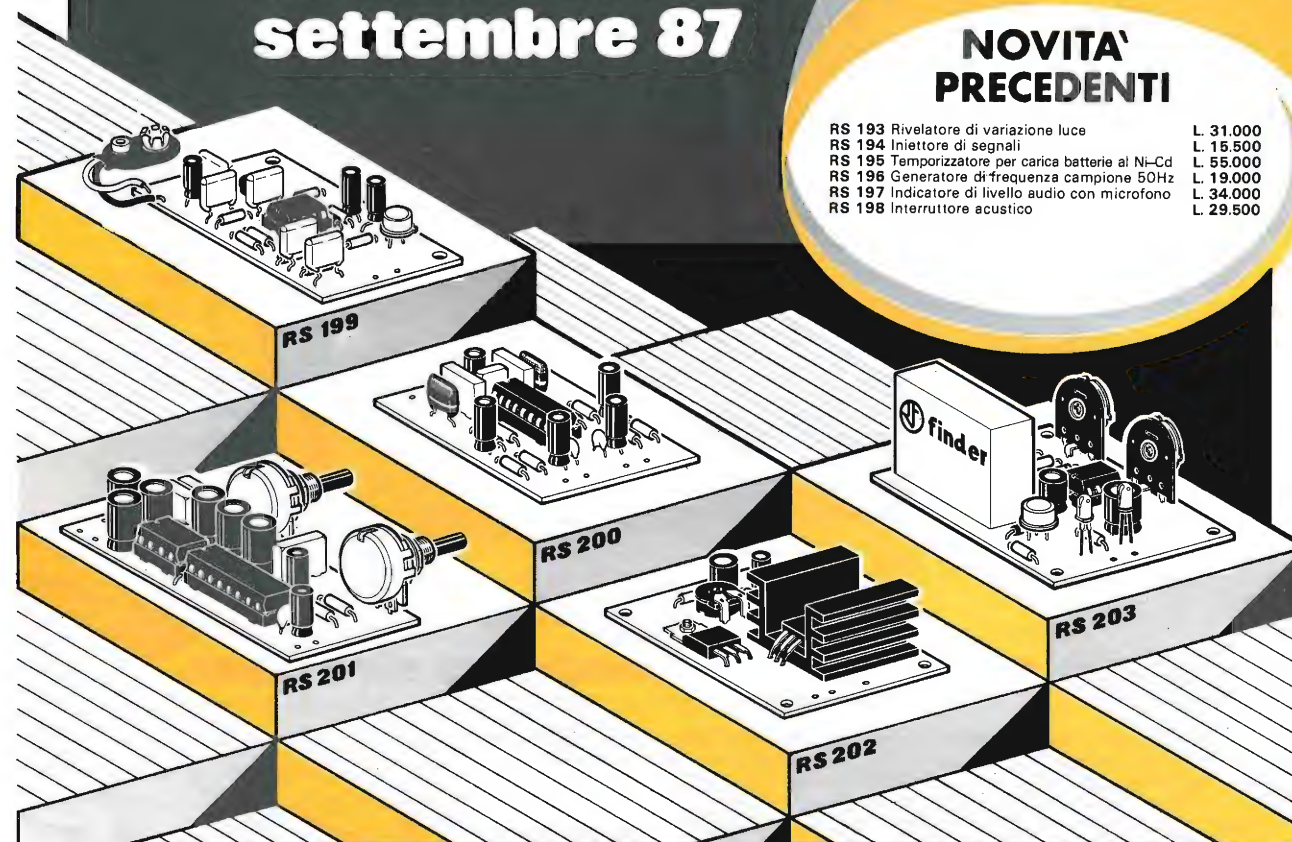 settembre 87
NOVITA'
PRECEDENTI
RS 193 Rivelatore di variazione luce L. 31.000
RS 194 Iniettore di segnali L. 15.500
RS 195 Temporizzatore per carica batterie al Ni-Cd L. 55.000
RS 196 Generatore di frequenza campione 50Hz L. 19.000
RS 197 Indicatore di livello audio con microfono L. 34.000
RS 198 Interruttore acustico L. 29.500
RS 199
finder
RS 200
RS 203
RS 201
RS 202